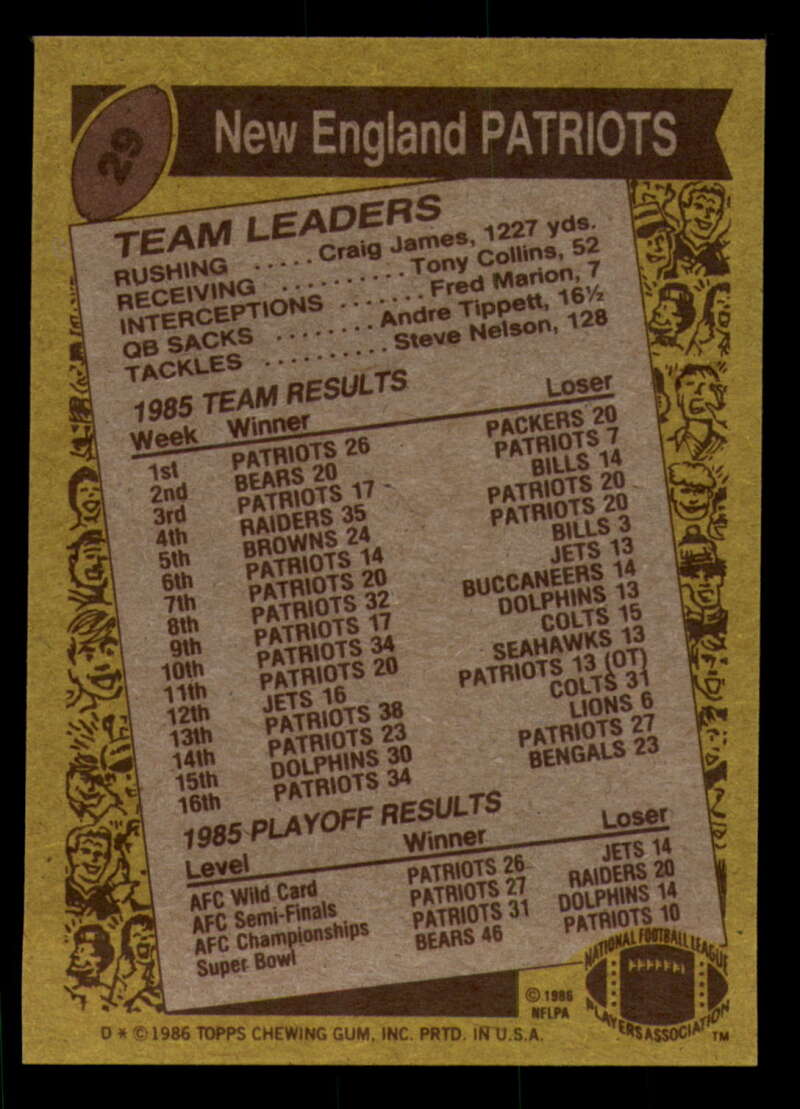 29
New England PATRIOTS
TEAM LEADERS
RUSHING ..... Craig James, 1227 yds.
RECEIVING .......... Tony Collins, 52
INTERCEPTIONS ....... Fred Marion, 7
QB SACKS ........ Andre Tippett, 16½
TACKLES .......... Steve Nelson, 128
1985 TEAM RESULTS
Week Winner Loser
1st PATRIOTS 26 PACKERS 20
2nd BEARS 20 PATRIOTS 7
3rd PATRIOTS 17 BILLS 14
4th RAIDERS 35 PATRIOTS 20
5th BROWNS 24 PATRIOTS 20
6th PATRIOTS 14 BILLS 3
7th PATRIOTS 20 JETS 13
8th PATRIOTS 32 BUCCANEERS 14
9th PATRIOTS 17 DOLPHINS 13
10th PATRIOTS 34 COLTS 15
11th PATRIOTS 20 SEAHAWKS 13
12th JETS 16 PATRIOTS 13 (OT)
13th PATRIOTS 38 COLTS 31
14th PATRIOTS 23 LIONS 6
15th DOLPHINS 30 PATRIOTS 27
16th PATRIOTS 34 BENGALS 23
1985 PLAYOFF RESULTS
Level Winner Loser
AFC Wild Card PATRIOTS 26 JETS 14
AFC Semi-Finals PATRIOTS 27 RAIDERS 20
AFC Championships PATRIOTS 31 DOLPHINS 14
Super Bowl BEARS 46 PATRIOTS 10
NATIONAL FOOTBALL LEAGUE
PLAYERS ASSOCIATION
TM
© 1986
NFLPA
D * © 1986 TOPPS CHEWING GUM, INC. PRTD. IN U.S.A.